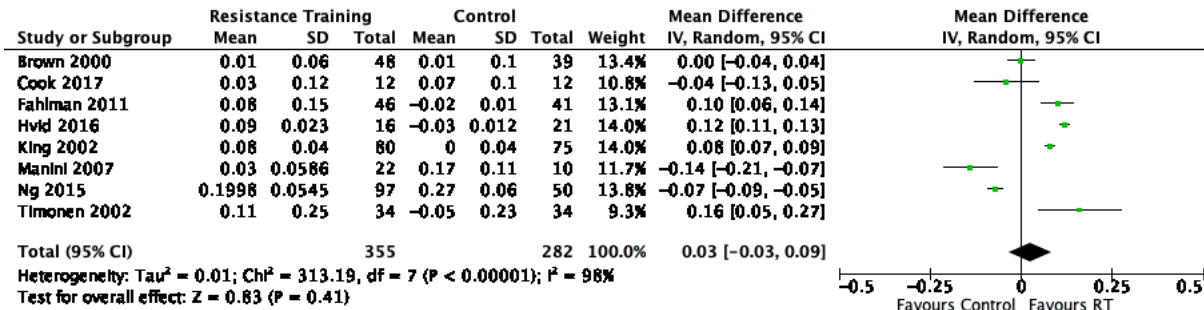 Resistance Training Control Mean Difference Mean Difference
Study or Subgroup Mean SD Total Mean SD Total Weight IV, Random, 95% CI IV, Random, 95% CI
Brown 2000 0.01 0.06 48 0.01 0.1 39 13.4% 0.00 [−0.04, 0.04]
Cook 2017 0.03 0.12 12 0.07 0.1 12 10.8% −0.04 [−0.13, 0.05]
Fahlman 2011 0.08 0.15 46 −0.02 0.01 41 13.1% 0.10 [0.06, 0.14]
Hvid 2016 0.09 0.023 16 −0.03 0.012 21 14.0% 0.12 [0.11, 0.13]
King 2002 0.08 0.04 80 0 0.04 75 14.0% 0.08 [0.07, 0.09]
Manini 2007 0.03 0.0586 22 0.17 0.11 10 11.7% −0.14 [−0.21, −0.07]
Ng 2015 0.1998 0.0545 97 0.27 0.06 50 13.8% −0.07 [−0.09, −0.05]
Timonen 2002 0.11 0.25 34 −0.05 0.23 34 9.3% 0.16 [0.05, 0.27]
Total (95% CI) 355 282 100.0% 0.03 [−0.03, 0.09]
Heterogeneity: Tau² = 0.01; Chi² = 313.19, df = 7 (P < 0.00001); I² = 98%
Test for overall effect: Z = 0.83 (P = 0.41)
−0.5 −0.25 0 0.25 0.5
Favours Control Favours RT